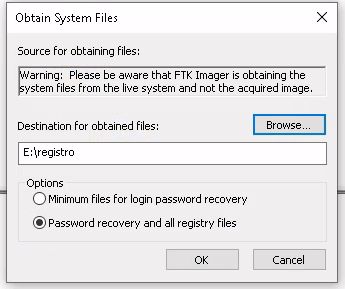 Obtain System Files
Source for obtaining files:
Warning: Please be aware that FTK Imager is obtaining the
system files from the live system and not the acquired image.
Destination for obtained files:
Browse...
E:\registro
Options
Minimum files for login password recovery
Password recovery and all registry files
OK
Cancel